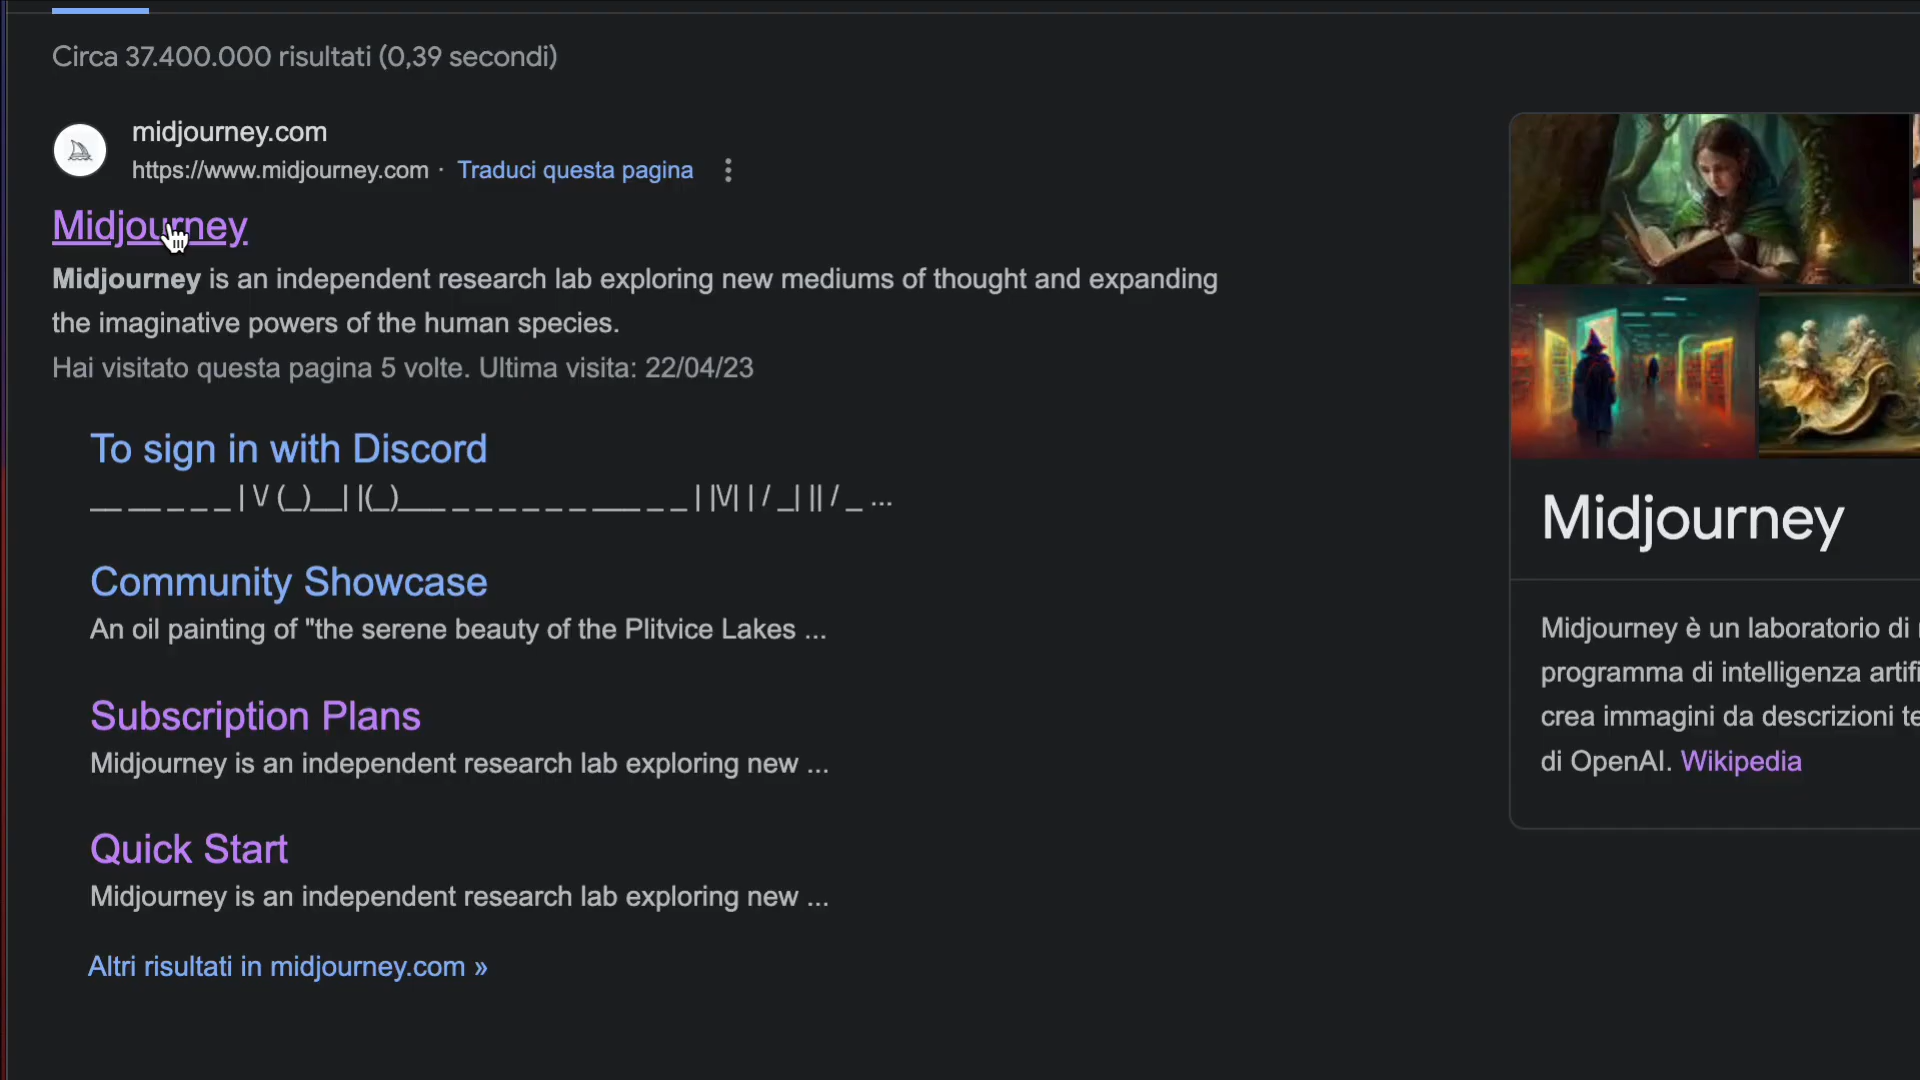 Circa 37.400.000 risultati (0,39 secondi)
midjourney.com
https://www.midjourney.com · Traduci questa pagina
Midjourney
Midjourney is an independent research lab exploring new mediums of thought and expanding
the imaginative powers of the human species.
Hai visitato questa pagina 5 volte. Ultima visita: 22/04/23
To sign in with Discord
__ __ _ _ _ | \/ (_)__| |(_)___ _ _ _ _ _ _ ___ _ _ | |\/| | / _| || / _ ...
Community Showcase
An oil painting of "the serene beauty of the Plitvice Lakes ...
Subscription Plans
Midjourney is an independent research lab exploring new ...
Quick Start
Midjourney is an independent research lab exploring new ...
Altri risultati in midjourney.com »
Midjourney
Midjourney è un laboratorio di
programma di intelligenza artifi
crea immagini da descrizioni te
di OpenAI. Wikipedia